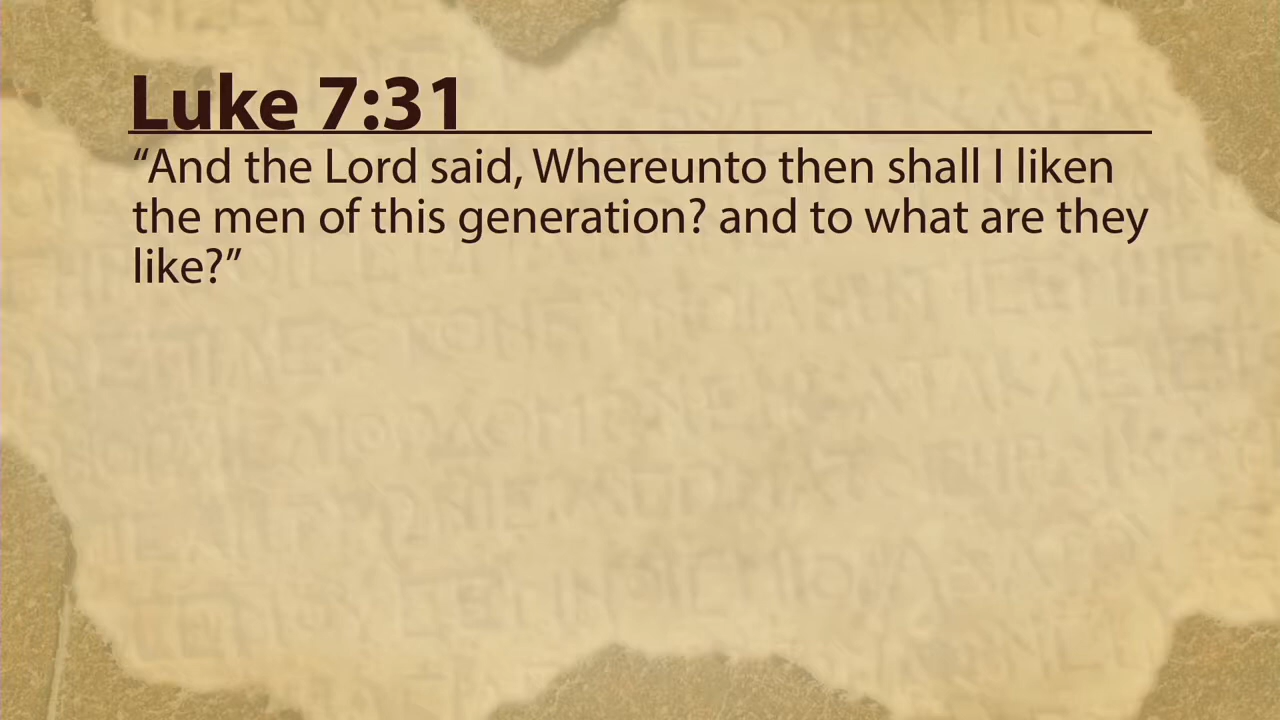 Luke 7:31
“And the Lord said, Whereunto then shall I liken
the men of this generation? and to what are they
like?”